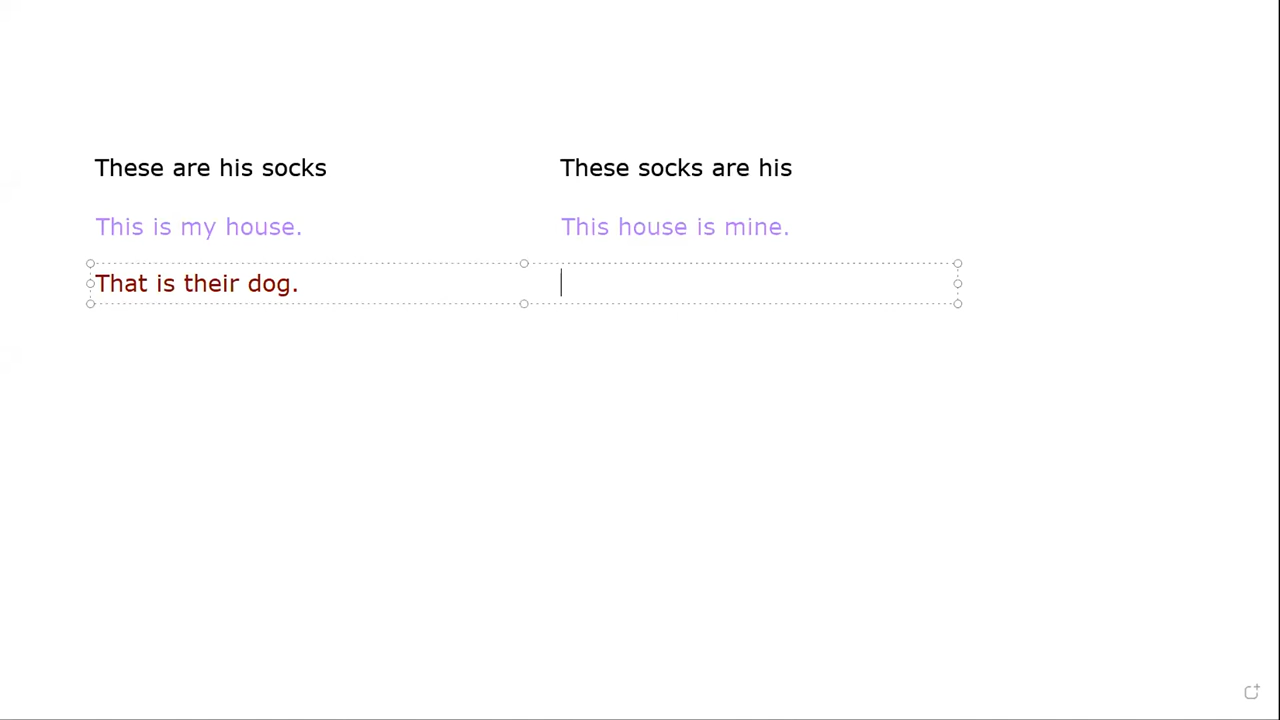 These are his socks These socks are his
This is my house. This house is mine.
That is their dog.